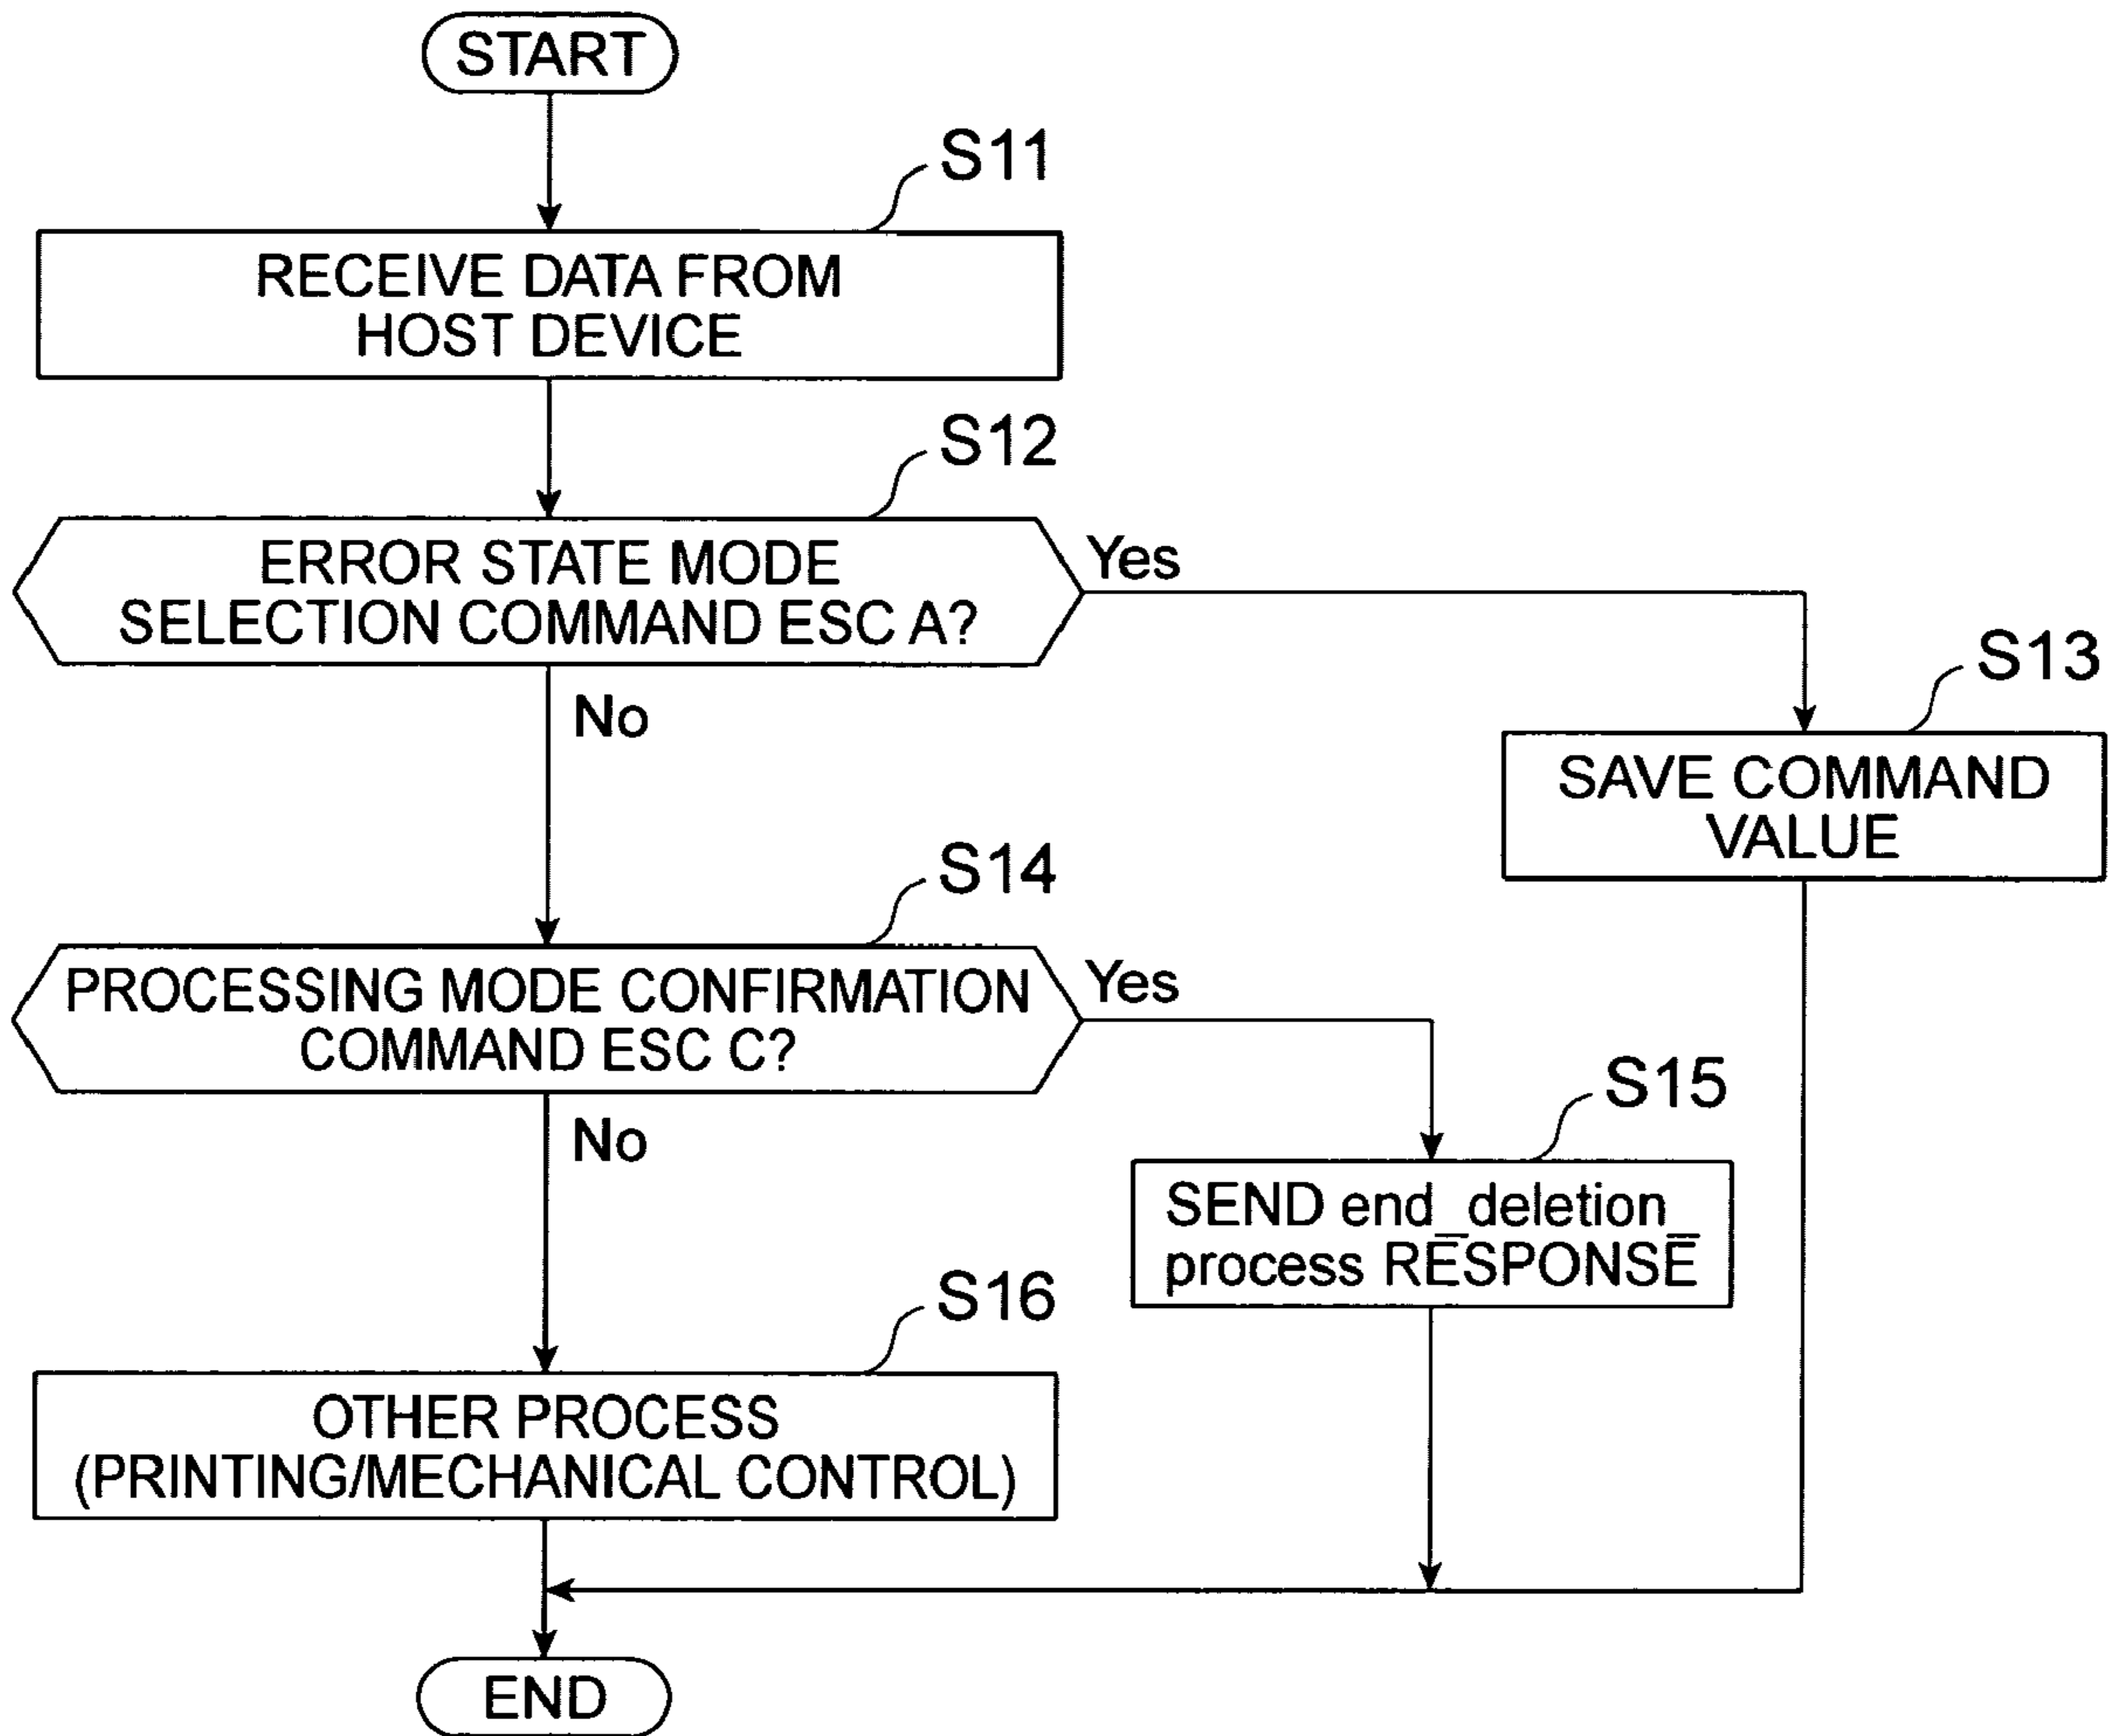 START
S11
RECEIVE DATA FROM
HOST DEVICE
S12
ERROR STATE MODE
SELECTION COMMAND ESC A?
Yes
No
S13
SAVE COMMAND
VALUE
S14
PROCESSING MODE CONFIRMATION
COMMAND ESC C?
Yes
No
S15
SEND end_deletion_
process RESPONSE
S16
OTHER PROCESS
(PRINTING/MECHANICAL CONTROL)
END